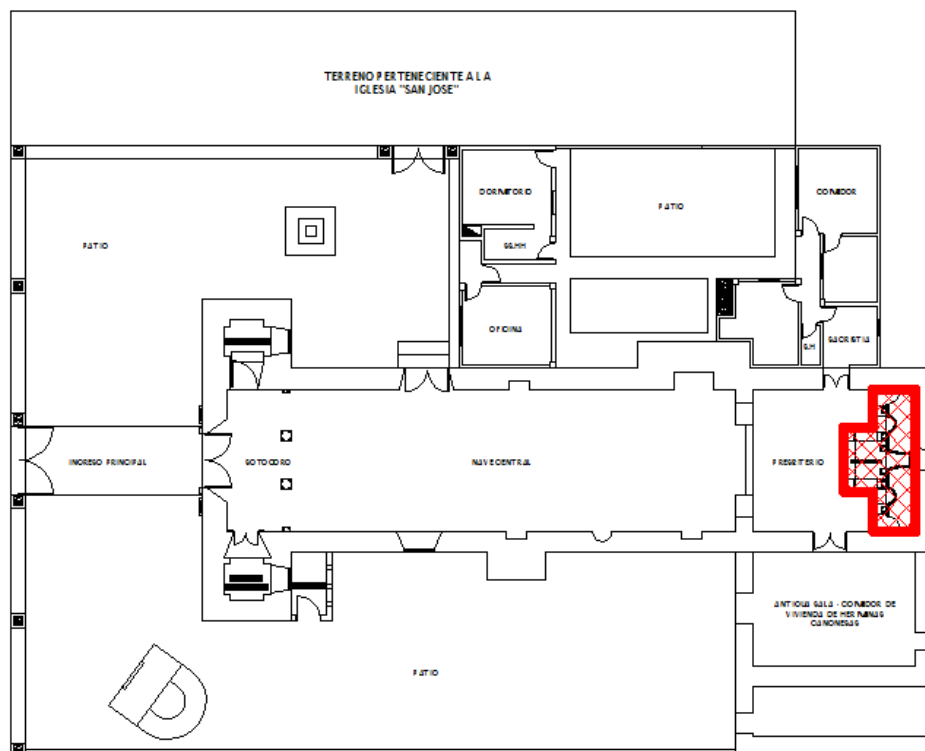 TERRENO PERTENECIENTE A LA
IGLESIA "SAN JOSE"
DORMITORIO
PATIO
COMEDOR
PATIO
SS.HH
OFICINA
S.H
SACRISTIA
INGRESO PRINCIPAL
SOTOCORO
NAVE CENTRAL
PRESBITERIO
ANTIGUA SALA - COMEDOR DE
VIVIENDA DE HERMNAS
CANONESAS
PATIO